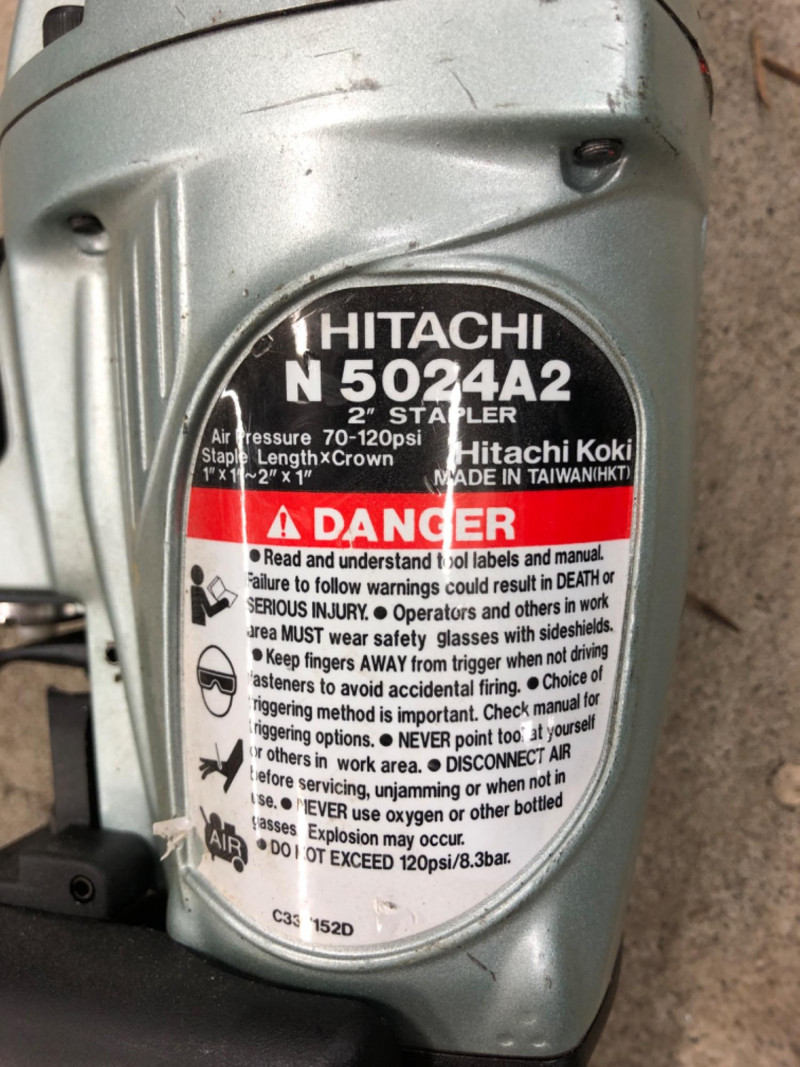 HITACHI
N 5024A2
2" STAPLER
Air Pressure 70-120psi
Staple Length×Crown
1" × 1"~2" × 1"
Hitachi Koki
MADE IN TAIWAN(HKT)
DANGER
● Read and understand tool labels and manual.
Failure to follow warnings could result in DEATH or
SERIOUS INJURY. ● Operators and others in work
area MUST wear safety glasses with sideshields.
● Keep fingers AWAY from trigger when not driving
fasteners to avoid accidental firing. ● Choice of
triggering method is important. Check manual for
triggering options. ● NEVER point tool at yourself
or others in work area. ● DISCONNECT AIR
before servicing, unjamming or when not in
use. ● NEVER use oxygen or other bottled
gasses. Explosion may occur.
● DO NOT EXCEED 120psi/8.3bar.
AIR